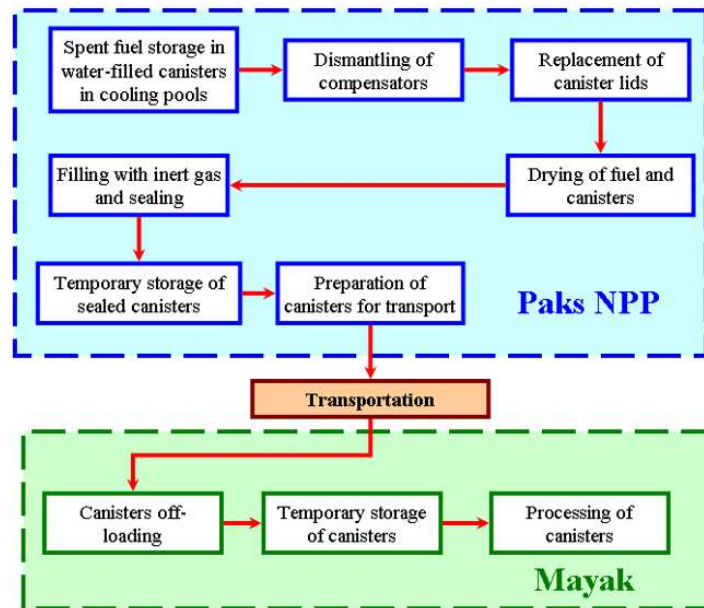 Spent fuel storage in
water-filled canisters
in cooling pools
Dismantling of
compensators
Replacement of
canister lids
Drying of fuel and
canisters
Filling with inert gas
and sealing
Temporary storage of
sealed canisters
Preparation of
canisters for transport
Paks NPP
Transportation
Canisters off-
loading
Temporary storage
of canisters
Processing of
canisters
Mayak